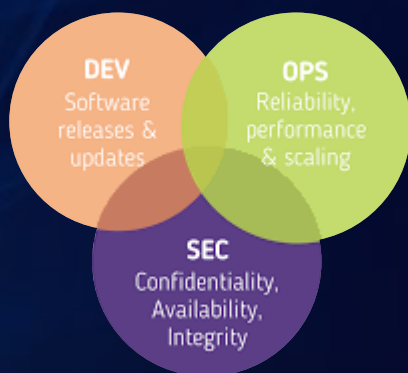 DEV
Software
releases &
updates
OPS
Reliability,
performance
& scaling
SEC
Confidentiality,
Availability,
Integrity